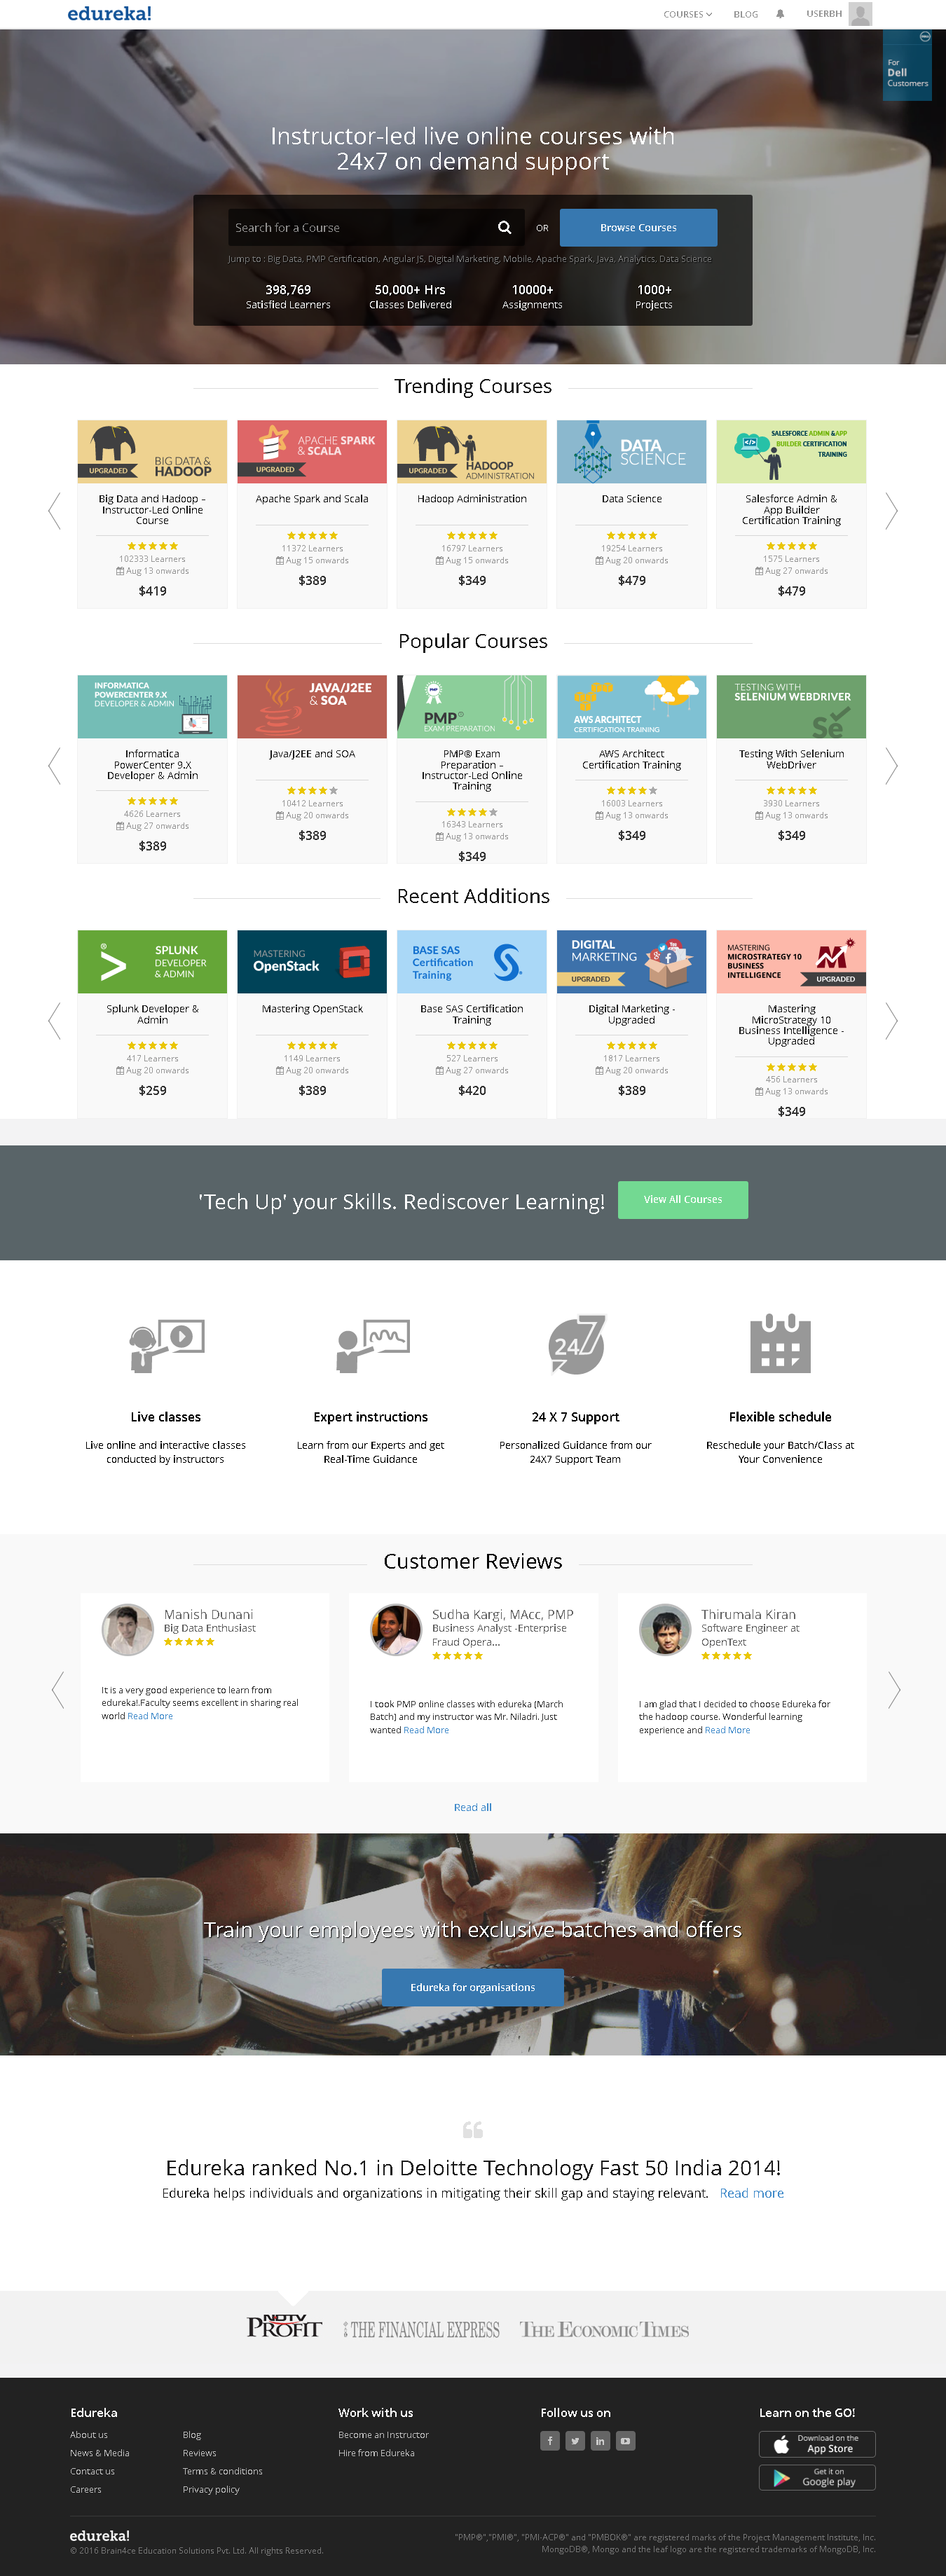 edureka!
COURSES
BLOG
USERBH
For
Dell
Customers
Instructor-led live online courses with
24x7 on demand support
Search for a Course
OR
Browse Courses
Jump to : Big Data, PMP Certification, Angular JS, Digital Marketing, Mobile, Apache Spark, Java, Analytics, Data Science
398,769
Satisfied Learners
50,000+ Hrs
Classes Delivered
10000+
Assignments
1000+
Projects
Trending Courses
UPGRADED
BIG DATA &
HADOOP
Big Data and Hadoop –
Instructor-Led Online
Course
102333 Learners
Aug 13 onwards
$419
APACHE SPARK
& SCALA
UPGRADED
Apache Spark and Scala
11372 Learners
Aug 15 onwards
$389
UPGRADED
HADOOP
ADMINISTRATION
Hadoop Administration
16797 Learners
Aug 15 onwards
$349
DATA
SCIENCE
Data Science
19254 Learners
Aug 20 onwards
$479
SALESFORCE ADMIN &APP
BUILDER CERTIFICATION
TRAINING
Salesforce Admin &
App Builder
Certification Training
1575 Learners
Aug 27 onwards
$479
Popular Courses
INFORMATICA
POWERCENTER 9.X
DEVELOPER & ADMIN
Informatica
PowerCenter 9.X
Developer & Admin
4626 Learners
Aug 27 onwards
$389
JAVA/J2EE
& SOA
Java/J2EE and SOA
10412 Learners
Aug 20 onwards
$389
PMP
PMP®
EXAM PREPARATION
PMP® Exam
Preparation –
Instructor-Led Online
Training
16343 Learners
Aug 13 onwards
$349
AWS ARCHITECT
CERTIFICATION TRAINING
AWS Architect
Certification Training
16003 Learners
Aug 13 onwards
$349
TESTING WITH
SELENIUM WEBDRIVER
Se
Testing With Selenium
WebDriver
3930 Learners
Aug 13 onwards
$349
Recent Additions
SPLUNK
DEVELOPER
& ADMIN
Splunk Developer &
Admin
417 Learners
Aug 20 onwards
$259
MASTERING
OpenStack
Mastering OpenStack
1149 Learners
Aug 20 onwards
$389
BASE SAS
Certification
Training
Base SAS Certification
Training
527 Learners
Aug 27 onwards
$420
DIGITAL
MARKETING
UPGRADED
Digital Marketing -
Upgraded
1817 Learners
Aug 20 onwards
$389
MASTERING
MICROSTRATEGY 10
BUSINESS
INTELLIGENCE
UPGRADED
Mastering
MicroStrategy 10
Business Intelligence -
Upgraded
456 Learners
Aug 13 onwards
$349
'Tech Up' your Skills. Rediscover Learning!
View All Courses
24 7
Live classes
Live online and interactive classes
conducted by instructors
Expert instructions
Learn from our Experts and get
Real-Time Guidance
24 X 7 Support
Personalized Guidance from our
24X7 Support Team
Flexible schedule
Reschedule your Batch/Class at
Your Convenience
Customer Reviews
Manish Dunani
Big Data Enthusiast
It is a very good experience to learn from
edureka!.Faculty seems excellent in sharing real
world Read More
Sudha Kargi, MAcc, PMP
Business Analyst -Enterprise
Fraud Opera...
I took PMP online classes with edureka (March
Batch) and my instructor was Mr. Niladri. Just
wanted Read More
Thirumala Kiran
Software Engineer at
OpenText
I am glad that I decided to choose Edureka for
the hadoop course. Wonderful learning
experience and Read More
Read all
Train your employees with exclusive batches and offers
Edureka for organisations
Edureka ranked No.1 in Deloitte Technology Fast 50 India 2014!
Edureka helps individuals and organizations in mitigating their skill gap and staying relevant. Read more
NDTV
PROFIT
THE FINANCIAL EXPRESS
THE ECONOMIC TIMES
Edureka
About us
News & Media
Contact us
Careers
Blog
Reviews
Terms & conditions
Privacy policy
Work with us
Become an Instructor
Hire from Edureka
Follow us on
Learn on the GO!
Download on the
App Store
Get it on
Google play
edureka!
© 2016 Brain4ce Education Solutions Pvt. Ltd. All rights Reserved.
"PMP®","PMI®", "PMI-ACP®" and "PMBOK®" are registered marks of the Project Management Institute, Inc.
MongoDB®, Mongo and the leaf logo are the registered trademarks of MongoDB, Inc.